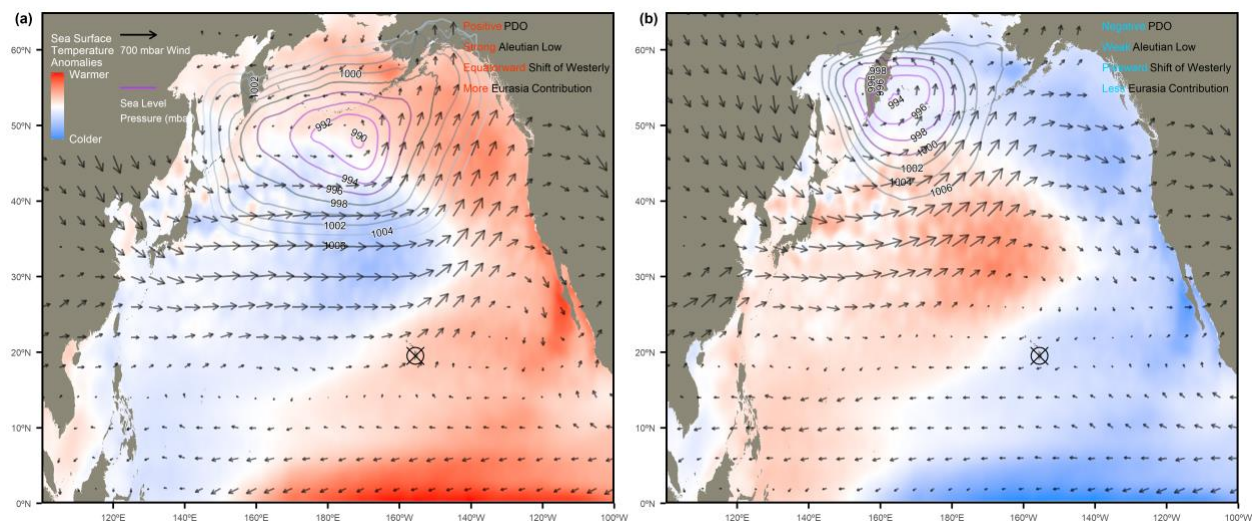 (a)
Sea Surface
Temperature
Anomalies
Warmer
Colder
700 mbar Wind
Sea Level
Pressure (mbar)
Positive PDO
Strong Aleutian Low
Equatorward Shift of Westerly
More Eurasia Contribution
1002
1000
992
990
994
996
998
1002
1004
60°N
50°N
40°N
30°N
20°N
10°N
0°N
120°E
140°E
160°E
180°E
160°W
140°W
120°W
100°W
(b)
Negative PDO
Weak Aleutian Low
Poleward Shift of Westerly
Less Eurasia Contribution
998
996
994
996
998
1000
1002
1004
1006
60°N
50°N
40°N
30°N
20°N
10°N
0°N
120°E
140°E
160°E
180°E
160°W
140°W
120°W
100°W